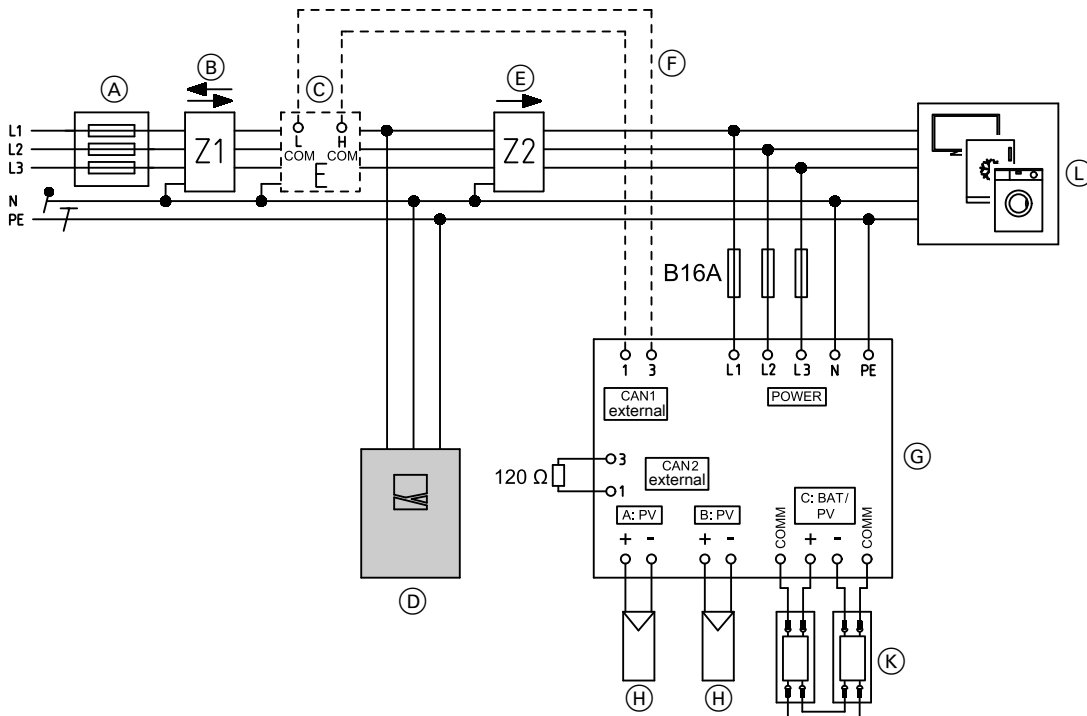 B
E
A
C
F
L1
L2
L3
N
PE
Z1
L
H
COM
COM
E
Z2
L
B16A
1
3
L1
L2
L3
N
PE
CAN1
external
POWER
G
120 Ω
3
1
CAN2
external
A: PV
B: PV
C: BAT/
PV
COMM
+
-
+
-
COMM
+
-
D
H
H
K